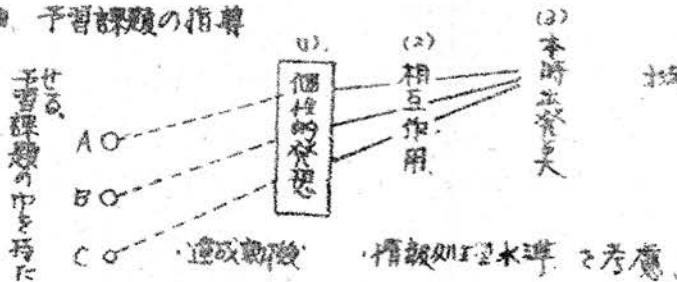 予習課題の指導
(1)
個性的発想
(2)
相互作用
(3)
本時出発点
A
B
C
せる。
予習課題の巾を持た
・達成動機 ・情報処理水準 を考慮、